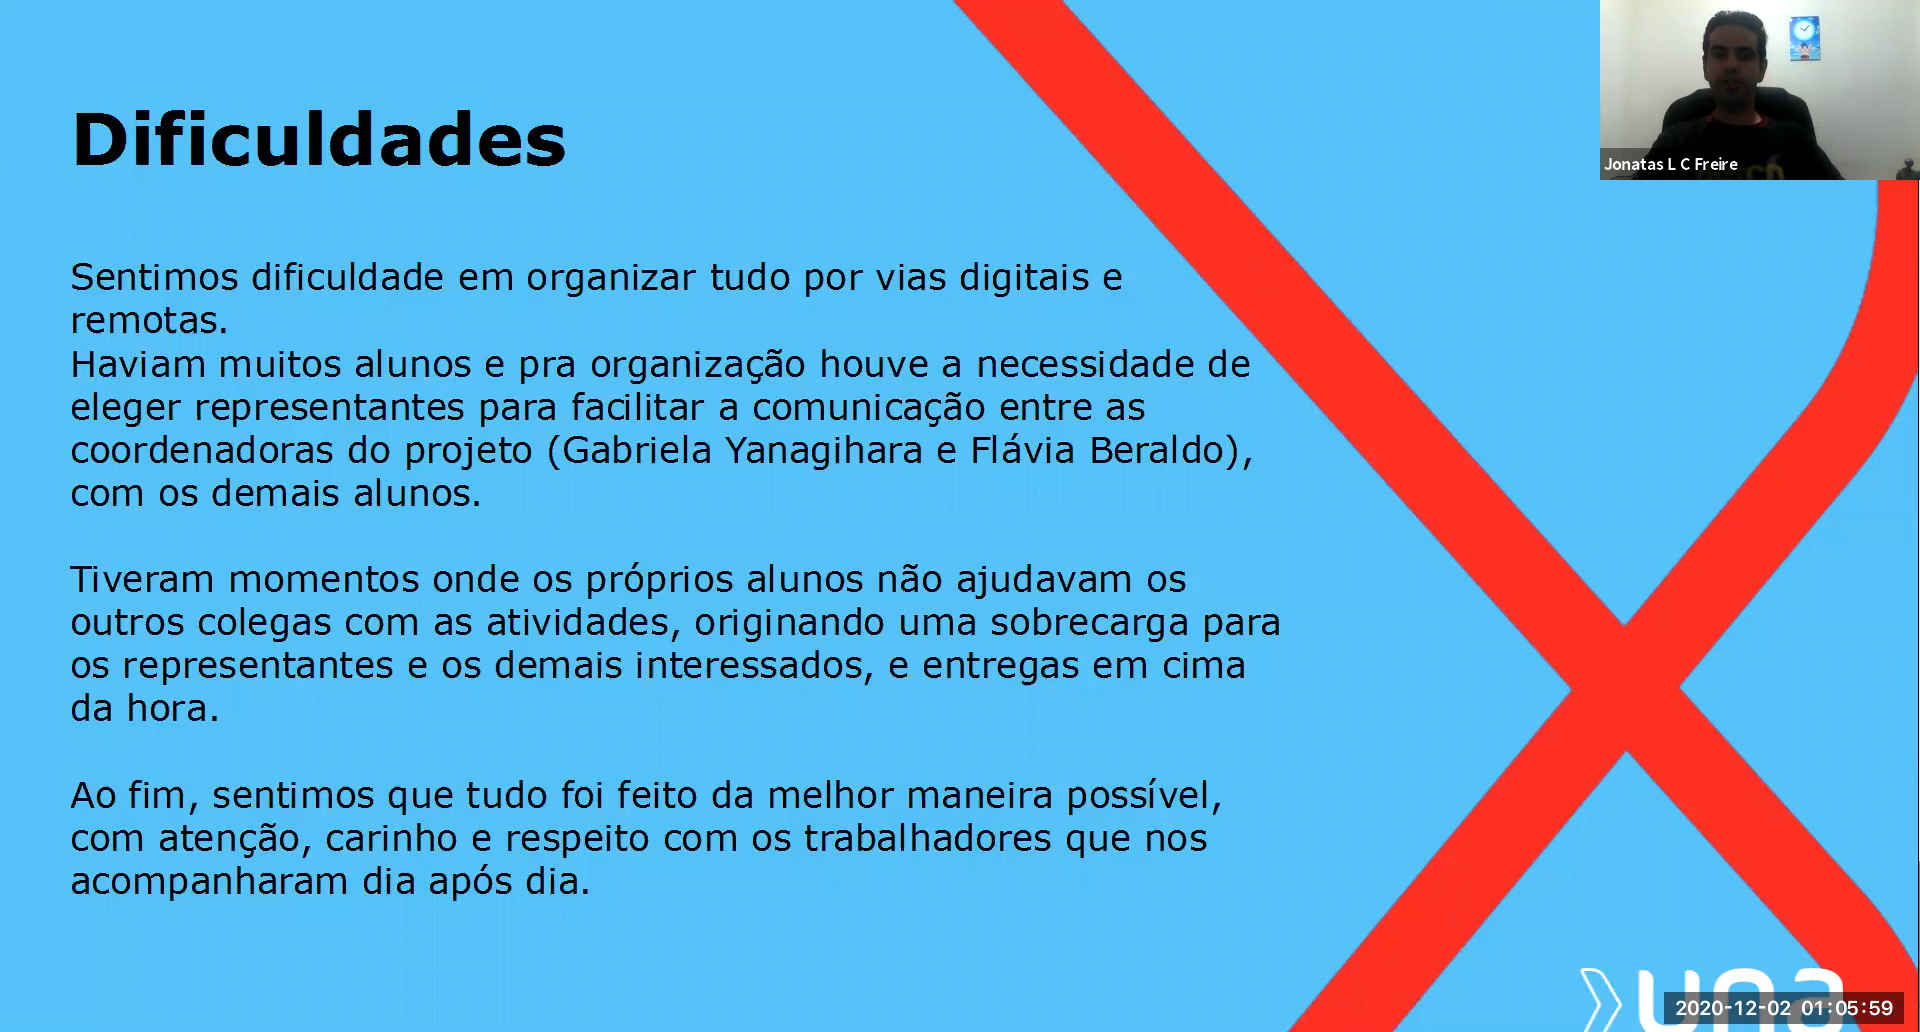 Dificuldades
Jonatas L C Freire
Sentimos dificuldade em organizar tudo por vias digitais e
remotas.
Haviam muitos alunos e pra organização houve a necessidade de
eleger representantes para facilitar a comunicação entre as
coordenadoras do projeto (Gabriela Yanagihara e Flávia Beraldo),
com os demais alunos.
Tiveram momentos onde os próprios alunos não ajudavam os
outros colegas com as atividades, originando uma sobrecarga para
os representantes e os demais interessados, e entregas em cima
da hora.
Ao fim, sentimos que tudo foi feito da melhor maneira possível,
com atenção, carinho e respeito com os trabalhadores que nos
acompanharam dia após dia.
una
2020-12-02 01:05:59